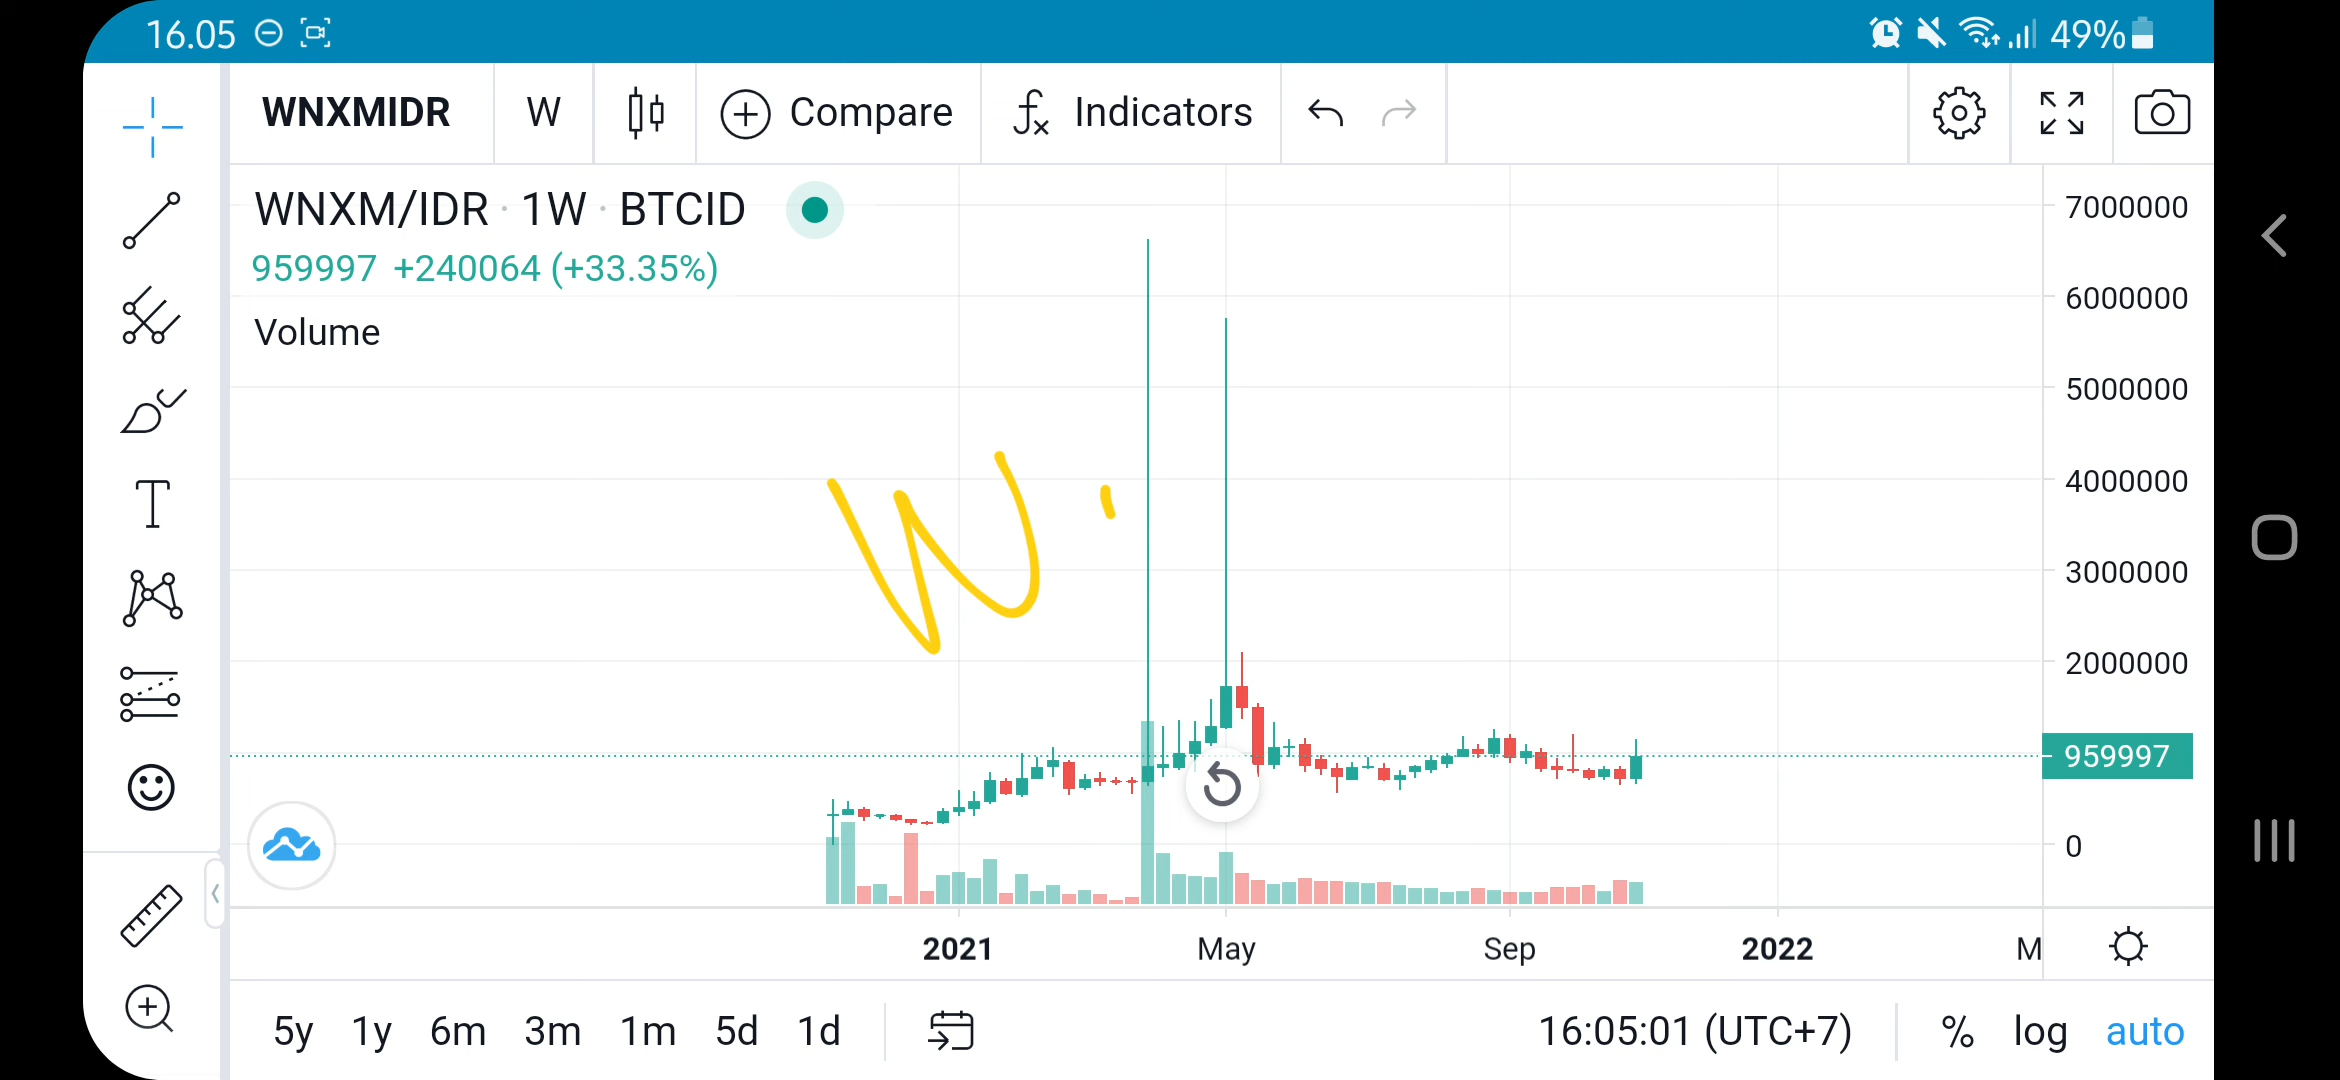 16.05 49%
WNXMIDR W Compare Indicators
WNXM/IDR · 1W · BTCID
959997 +240064 (+33.35%)
Volume
W
7000000
6000000
5000000
4000000
3000000
2000000
959997
0
2021 May Sep 2022 M
5y 1y 6m 3m 1m 5d 1d 16:05:01 (UTC+7) % log auto